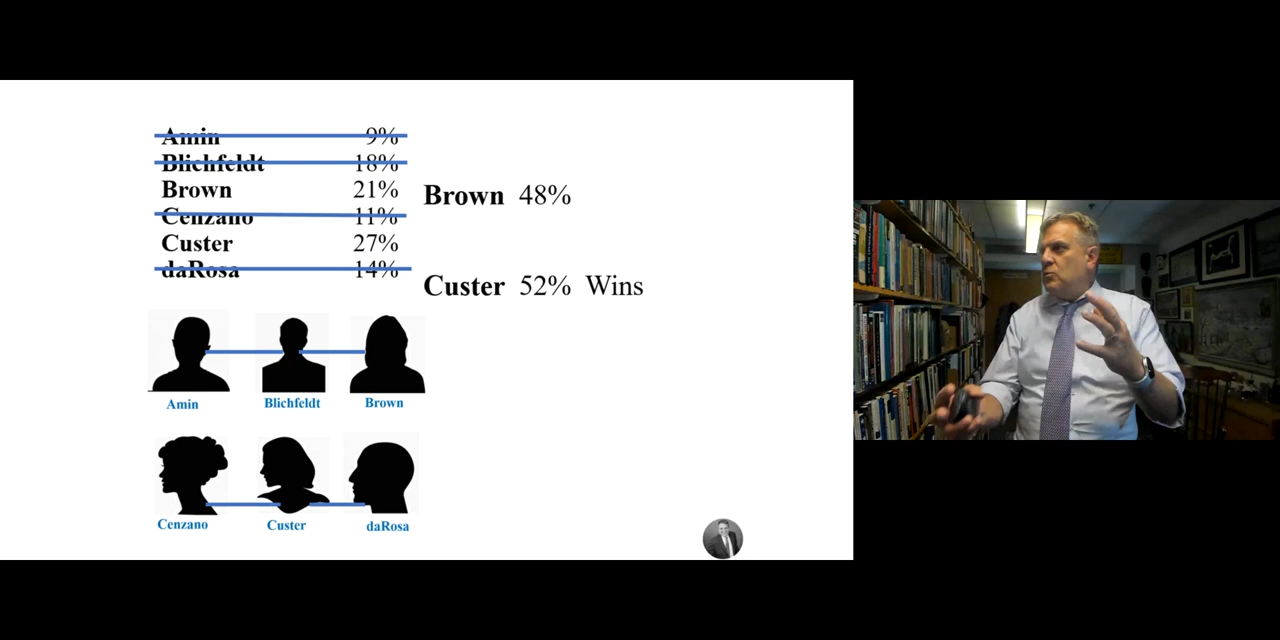 Amin 9%
Blichfeldt 18%
Brown 21%
Cenzano 11%
Custer 27%
daRosa 14%
Brown 48%
Custer 52% Wins
Amin Blichfeldt Brown
Cenzano Custer daRosa